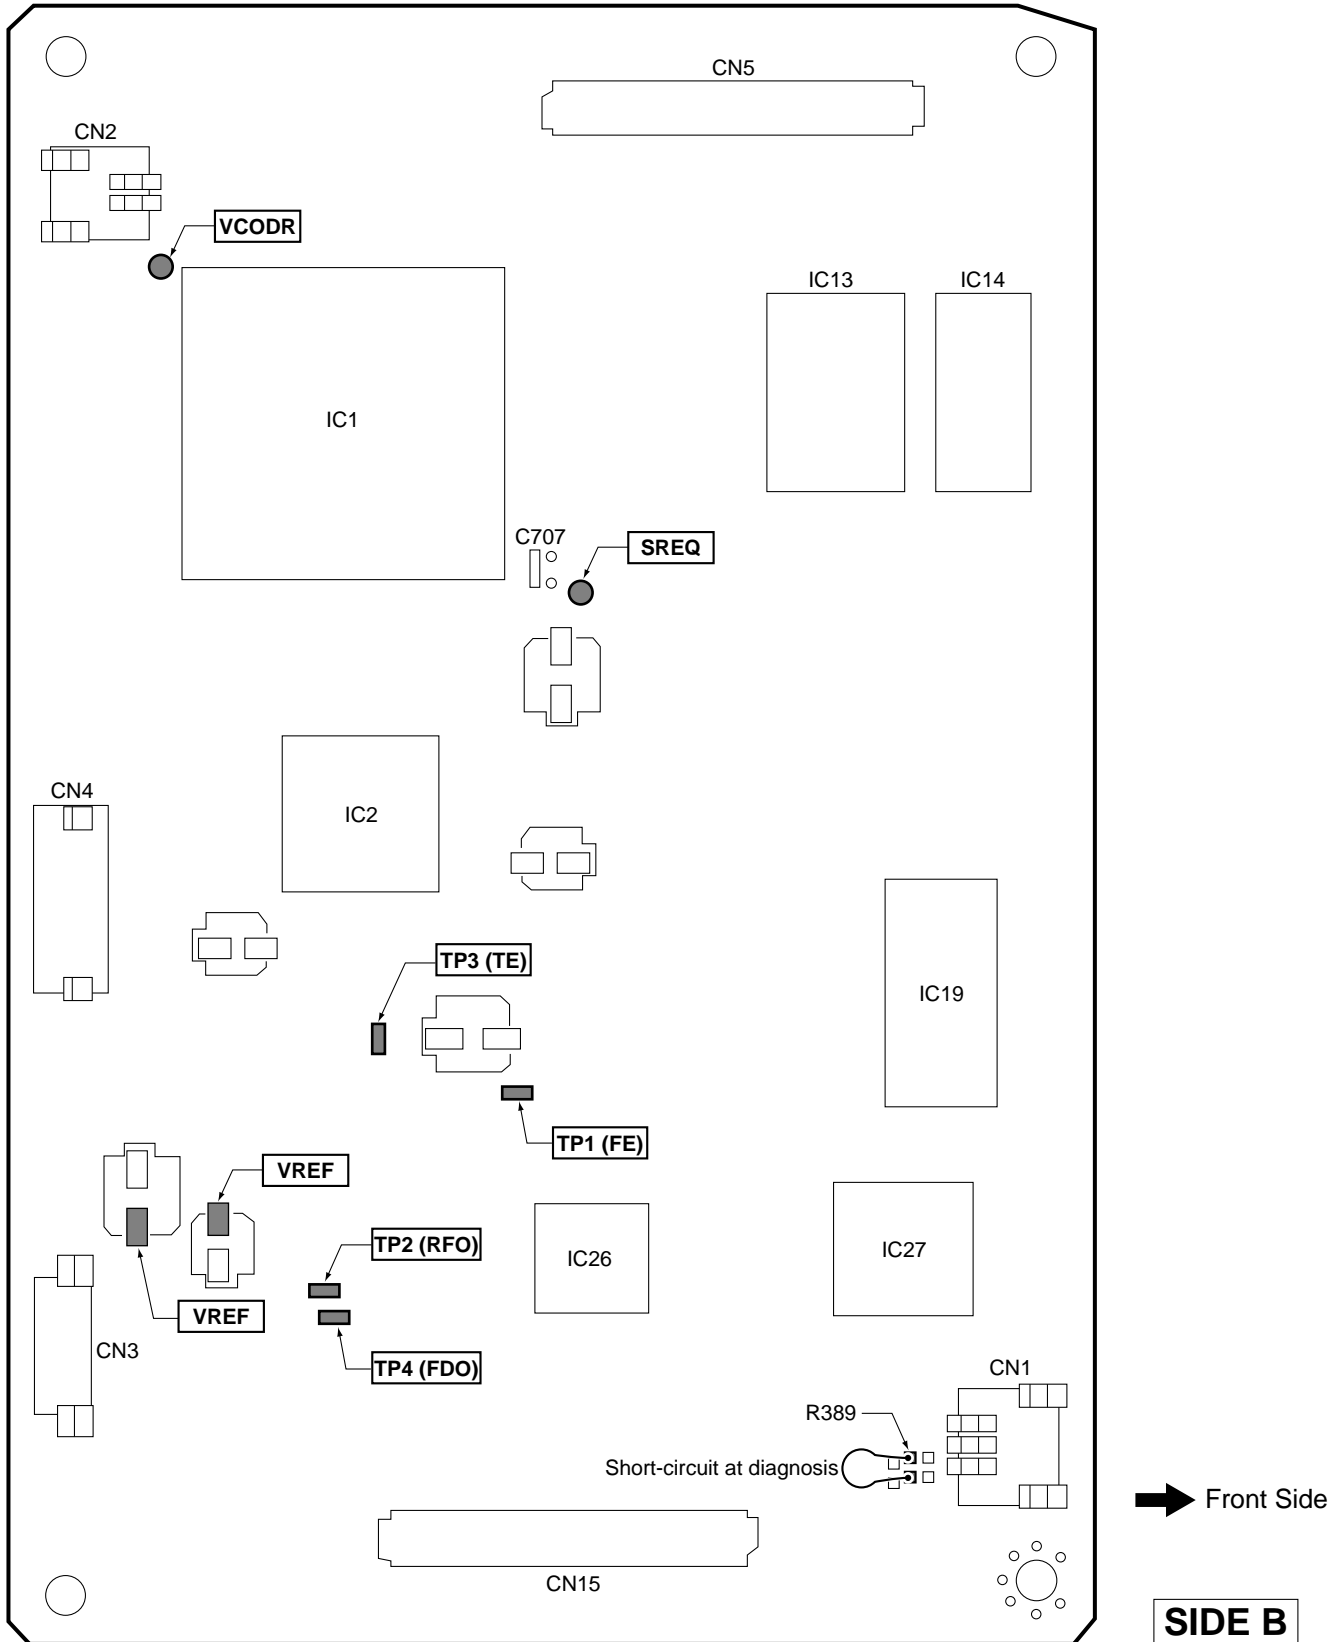 CN5
CN2
VCODR
IC13
IC14
IC1
C707
SREQ
CN4
IC2
TP3 (TE)
IC19
TP1 (FE)
VREF
TP2 (RFO)
IC26
IC27
VREF
CN3
TP4 (FDO)
CN1
R389
Short-circuit at diagnosis
Front Side
CN15
SIDE B